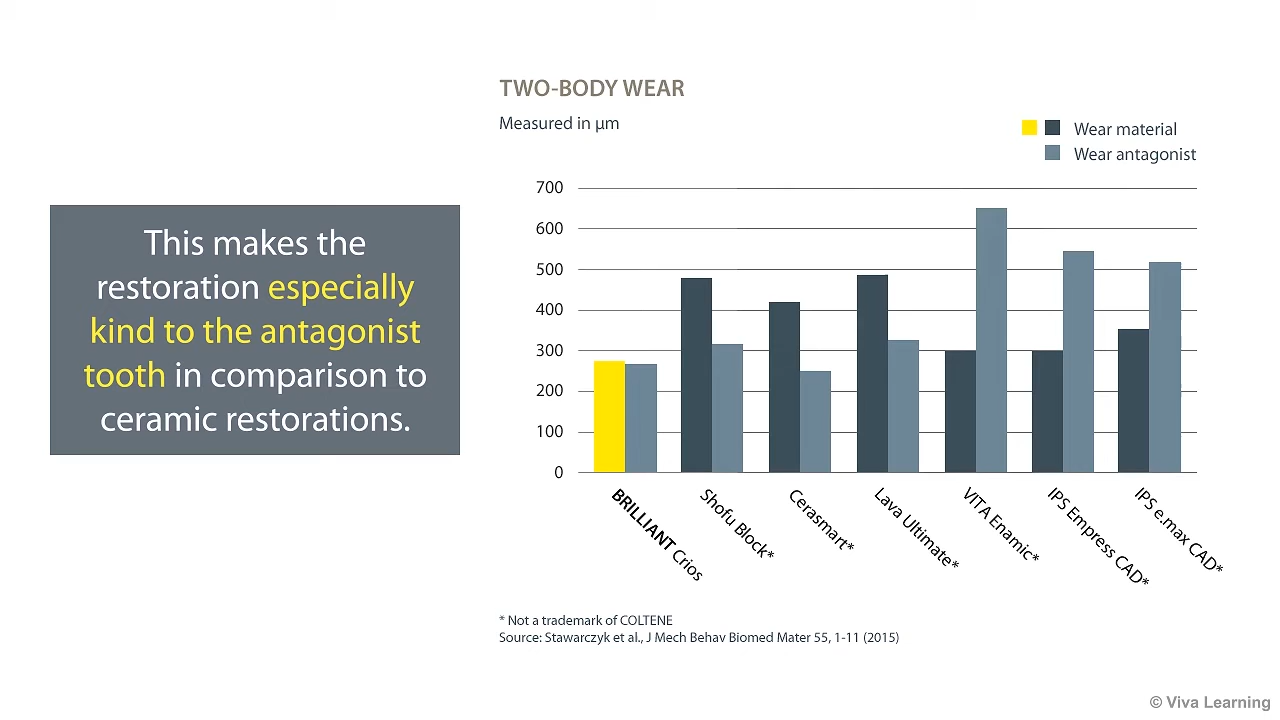 This makes the
restoration especially
kind to the antagonist
tooth in comparison to
ceramic restorations.
TWO-BODY WEAR
Measured in µm
Wear material
Wear antagonist
700
600
500
400
300
200
100
0
BRILLIANT Crios
Shofu Block*
Cerasmart*
Lava Ultimate*
VITA Enamic*
IPS Empress CAD*
IPS e.max CAD*
* Not a trademark of COLTENE
Source: Stawarczyk et al., J Mech Behav Biomed Mater 55, 1-11 (2015)
© Viva Learning